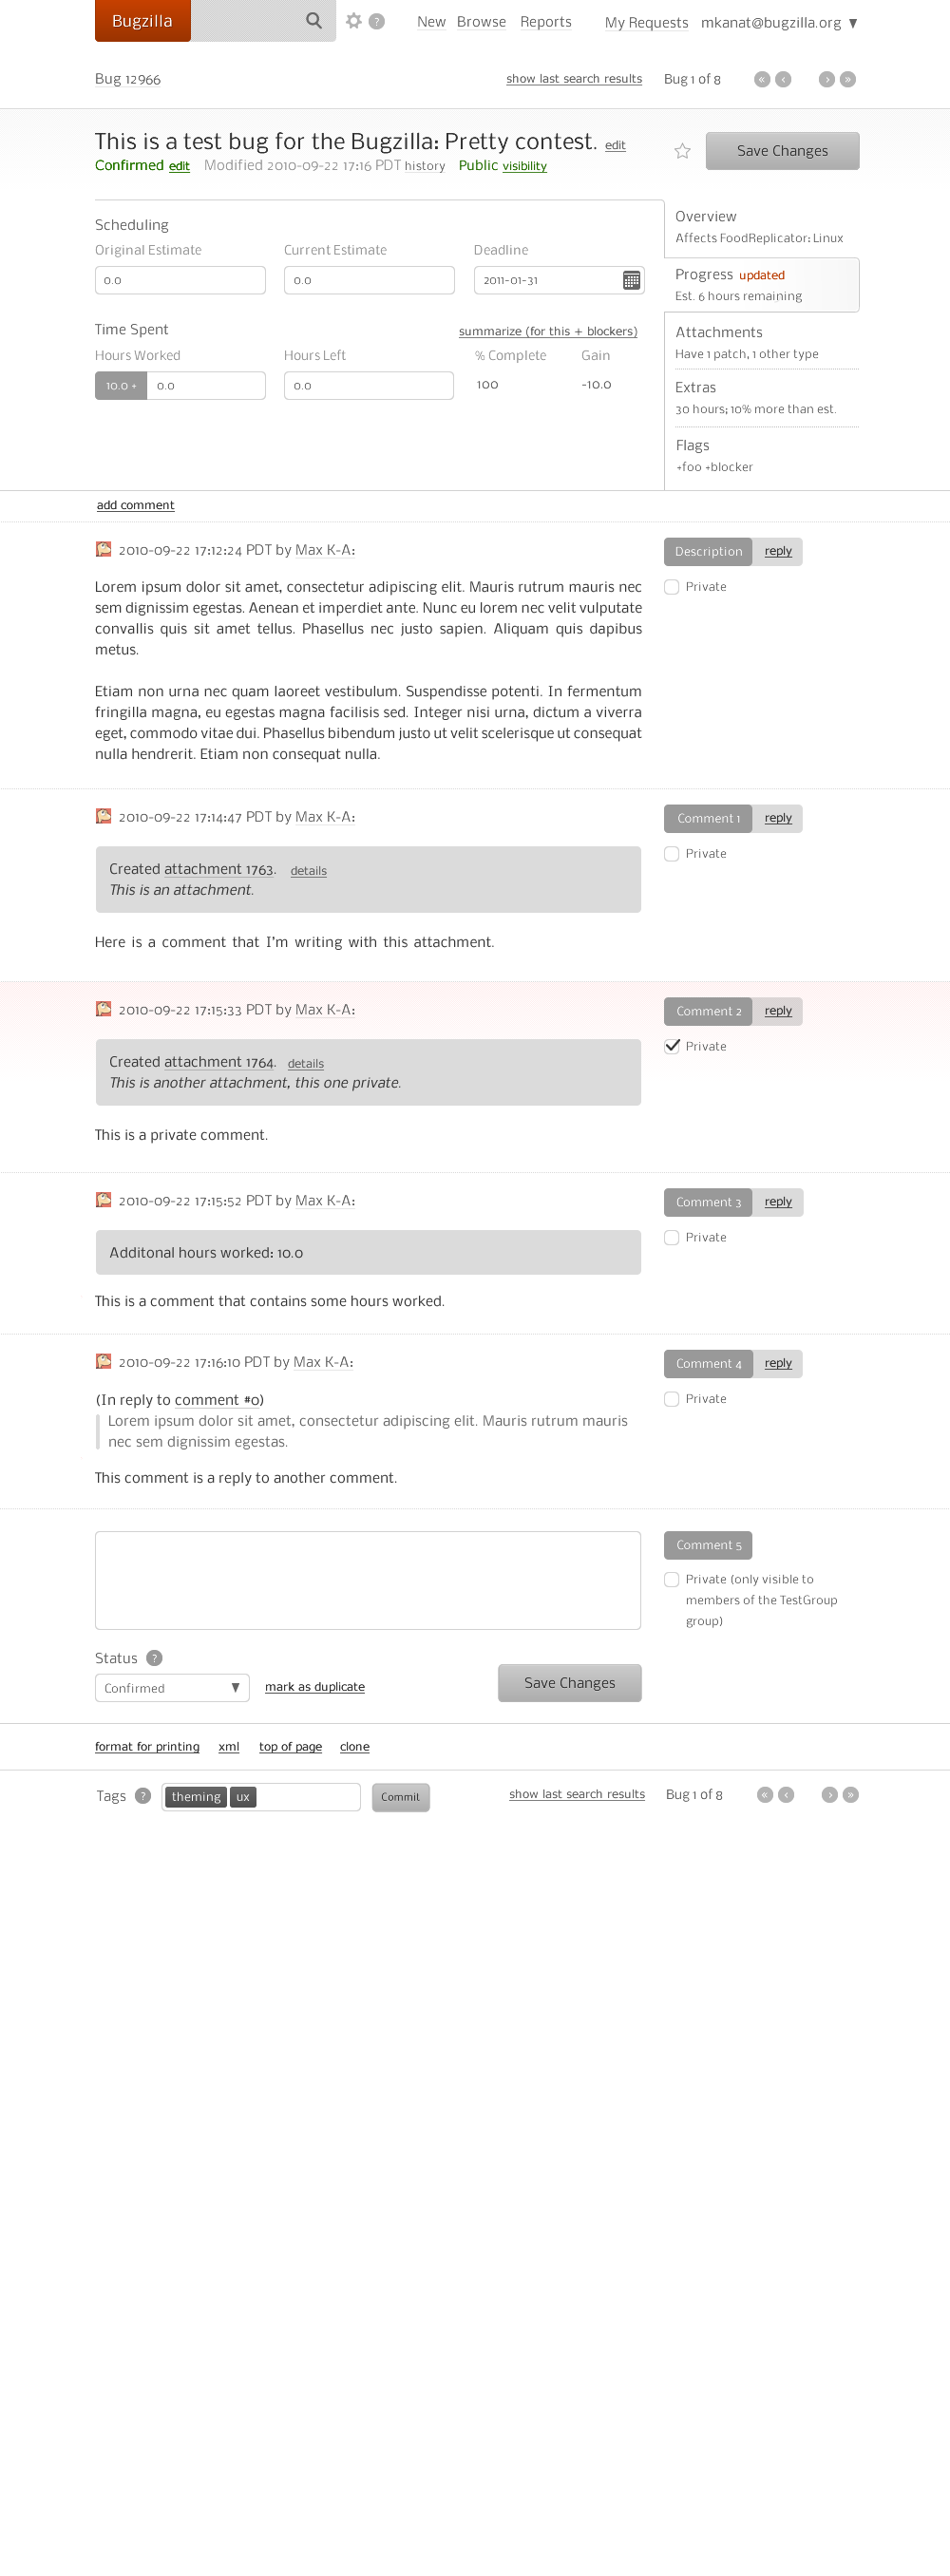 Bugzilla ? New Browse Reports My Requests mkanat@bugzilla.org ▼
Bug 12966 show last search results Bug 1 of 8 « ‹ › »
This is a test bug for the Bugzilla: Pretty contest. edit Save Changes
Confirmed edit Modified 2010-09-22 17:16 PDT history Public visibility
Scheduling
Original Estimate Current Estimate Deadline
0.0 0.0 2011-01-31
Time Spent summarize (for this + blockers)
Hours Worked Hours Left % Complete Gain
10.0 + 0.0 0.0 100 -10.0
Overview
Affects FoodReplicator: Linux
Progress updated
Est. 6 hours remaining
Attachments
Have 1 patch, 1 other type
Extras
30 hours; 10% more than est.
Flags
+foo +blocker
add comment
2010-09-22 17:12:24 PDT by Max K-A: Description reply
Private
Lorem ipsum dolor sit amet, consectetur adipiscing elit. Mauris rutrum mauris nec
sem dignissim egestas. Aenean et imperdiet ante. Nunc eu lorem nec velit vulputate
convallis quis sit amet tellus. Phasellus nec justo sapien. Aliquam quis dapibus
metus.
Etiam non urna nec quam laoreet vestibulum. Suspendisse potenti. In fermentum
fringilla magna, eu egestas magna facilisis sed. Integer nisi urna, dictum a viverra
eget, commodo vitae dui. Phasellus bibendum justo ut velit scelerisque ut consequat
nulla hendrerit. Etiam non consequat nulla.
2010-09-22 17:14:47 PDT by Max K-A: Comment 1 reply
Private
Created attachment 1763. details
This is an attachment.
Here is a comment that I'm writing with this attachment.
2010-09-22 17:15:33 PDT by Max K-A: Comment 2 reply
Private
Created attachment 1764. details
This is another attachment, this one private.
This is a private comment.
2010-09-22 17:15:52 PDT by Max K-A: Comment 3 reply
Private
Additonal hours worked: 10.0
This is a comment that contains some hours worked.
2010-09-22 17:16:10 PDT by Max K-A: Comment 4 reply
Private
(In reply to comment #0)
Lorem ipsum dolor sit amet, consectetur adipiscing elit. Mauris rutrum mauris
nec sem dignissim egestas.
This comment is a reply to another comment.
Comment 5
Private (only visible to
members of the TestGroup
group)
Status ?
Confirmed ▼ mark as duplicate Save Changes
format for printing xml top of page clone
Tags ? theming ux Commit show last search results Bug 1 of 8 « ‹ › »